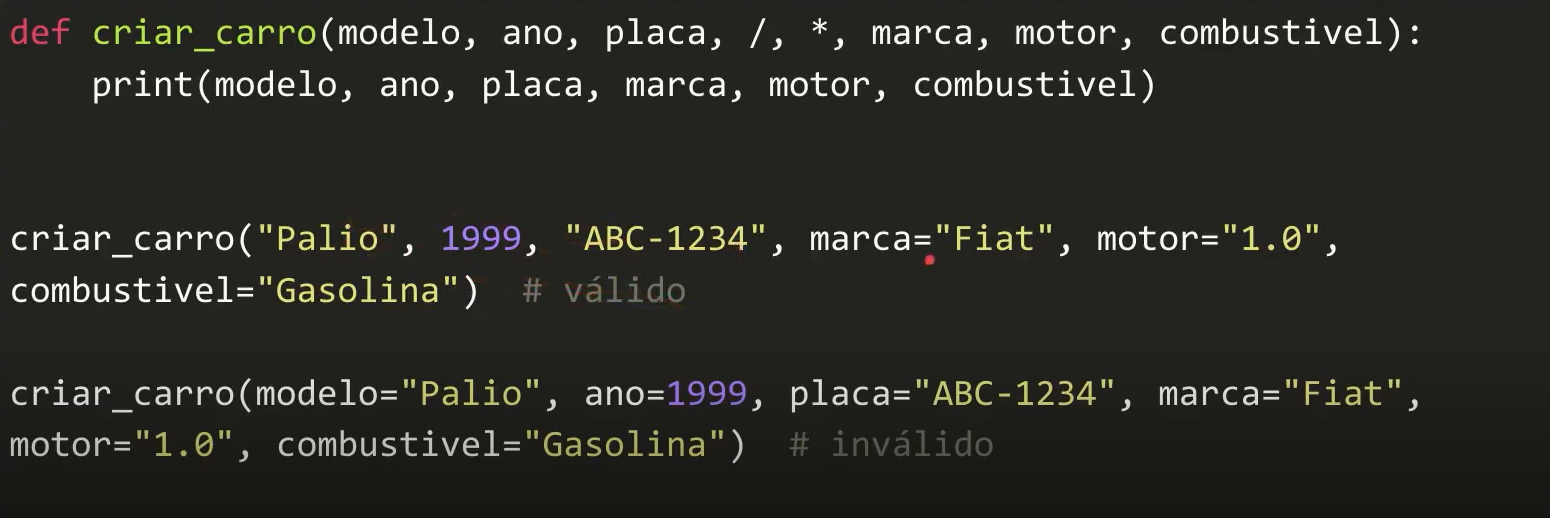 def criar_carro(modelo, ano, placa, /, *, marca, motor, combustivel):
    print(modelo, ano, placa, marca, motor, combustivel)
criar_carro("Palio", 1999, "ABC-1234", marca="Fiat", motor="1.0",
combustivel="Gasolina")  # válido
criar_carro(modelo="Palio", ano=1999, placa="ABC-1234", marca="Fiat",
motor="1.0", combustivel="Gasolina")  # inválido